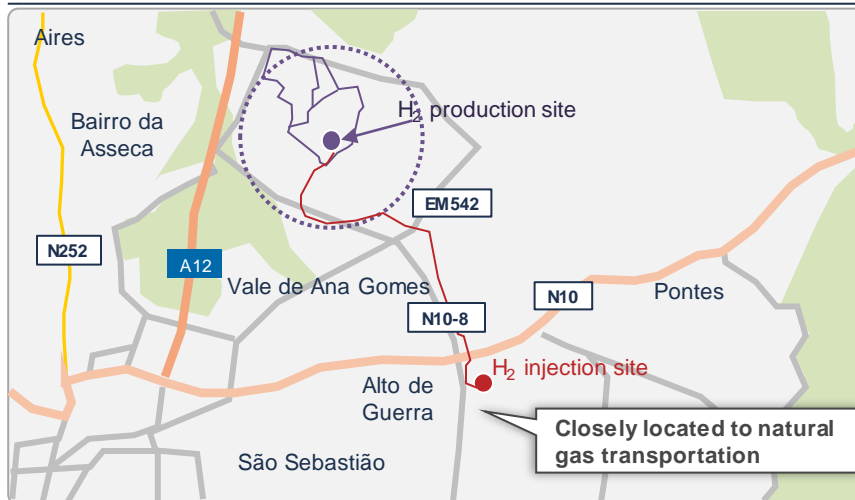 Aires
H₂ production site
Bairro da
Asseca
EM542
N252
A12
Vale de Ana Gomes
N10
Pontes
N10-8
H₂ injection site
Alto de
Guerra
Closely located to natural
gas transportation
São Sebastião